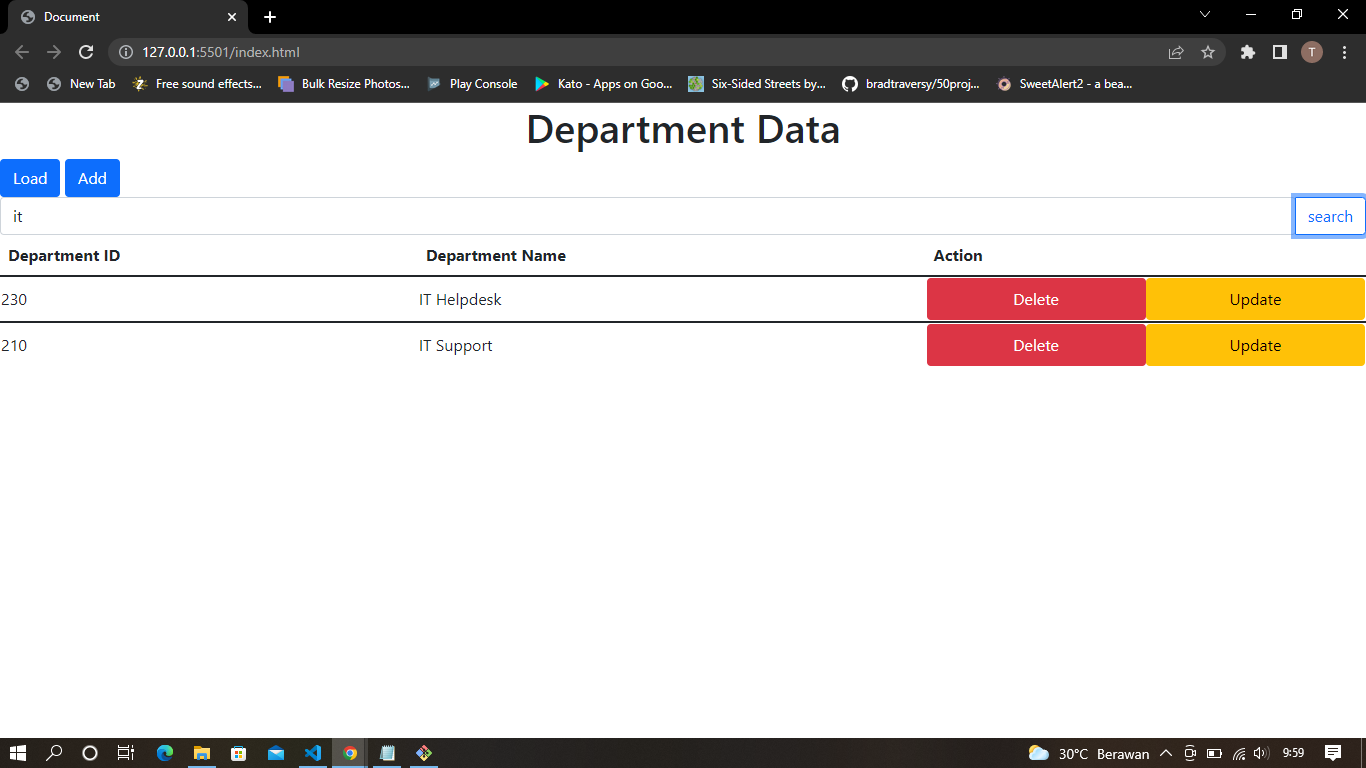 Document
127.0.0.1:5501/index.html
T
New Tab Free sound effects... Bulk Resize Photos... Play Console Kato - Apps on Goo... Six-Sided Streets by... bradtraversy/50proj... SweetAlert2 - a bea...
Department Data
Load Add
it search
Department ID Department Name Action
230 IT Helpdesk Delete Update
210 IT Support Delete Update
30°C Berawan 9:59